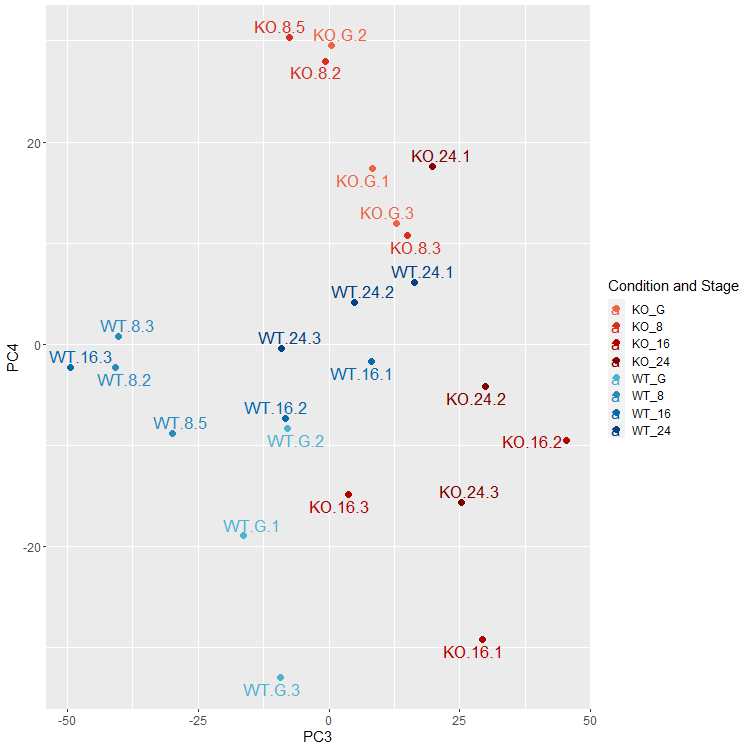 KO.8.5
KO.G.2
KO.8.2
KO.24.1
KO.G.1
KO.G.3
KO.8.3
WT.24.1
WT.24.2
WT.8.3
WT.24.3
WT.16.3
WT.8.2
WT.16.1
KO.24.2
WT.16.2
WT.8.5
WT.G.2
KO.16.2
KO.24.3
KO.16.3
WT.G.1
KO.16.1
WT.G.3
20
0
-20
PC4
-50
-25
0
25
50
PC3
Condition and Stage
a KO_G
a KO_8
a KO_16
a KO_24
a WT_G
a WT_8
a WT_16
a WT_24